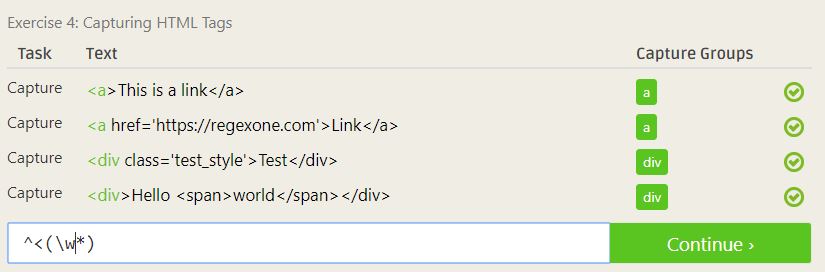 Exercise 4: Capturing HTML Tags
Task Text Capture Groups
Capture <a>This is a link</a> a
Capture <a href='https://regexone.com'>Link</a> a
Capture <div class='test_style'>Test</div> div
Capture <div>Hello <span>world</span></div> div
^<(\w*) Continue ›